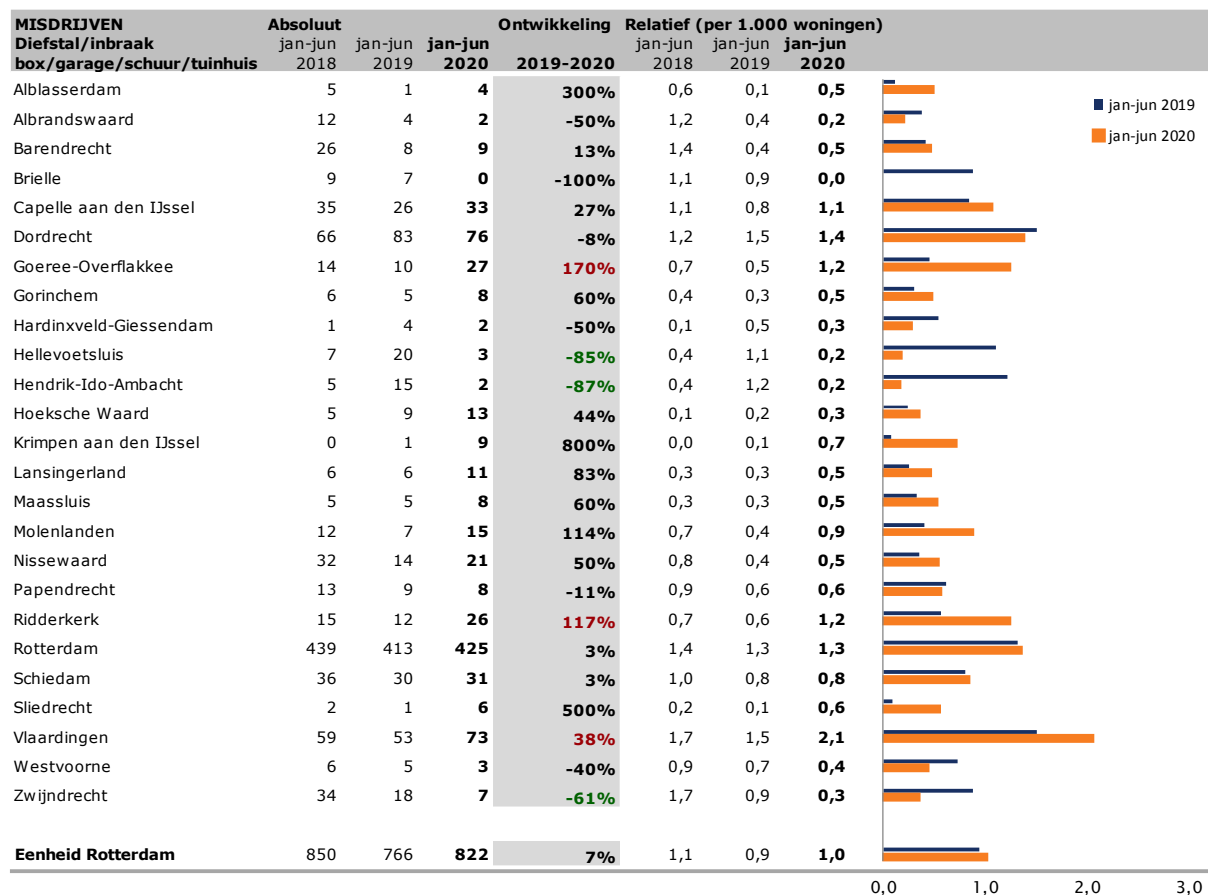 MISDRIJVEN Absoluut Ontwikkeling Relatief (per 1.000 woningen)
Diefstal/inbraak jan-jun jan-jun jan-jun jan-jun jan-jun jan-jun
box/garage/schuur/tuinhuis 2018 2019 2020 2019-2020 2018 2019 2020
Alblasserdam 5 1 4 300% 0,6 0,1 0,5
jan-jun 2019
Albrandswaard 12 4 2 -50% 1,2 0,4 0,2
jan-jun 2020
Barendrecht 26 8 9 13% 1,4 0,4 0,5
Brielle 9 7 0 -100% 1,1 0,9 0,0
Capelle aan den IJssel 35 26 33 27% 1,1 0,8 1,1
Dordrecht 66 83 76 -8% 1,2 1,5 1,4
Goeree-Overflakkee 14 10 27 170% 0,7 0,5 1,2
Gorinchem 6 5 8 60% 0,4 0,3 0,5
Hardinxveld-Giessendam 1 4 2 -50% 0,1 0,5 0,3
Hellevoetsluis 7 20 3 -85% 0,4 1,1 0,2
Hendrik-Ido-Ambacht 5 15 2 -87% 0,4 1,2 0,2
Hoeksche Waard 5 9 13 44% 0,1 0,2 0,3
Krimpen aan den IJssel 0 1 9 800% 0,0 0,1 0,7
Lansingerland 6 6 11 83% 0,3 0,3 0,5
Maassluis 5 5 8 60% 0,3 0,3 0,5
Molenlanden 12 7 15 114% 0,7 0,4 0,9
Nissewaard 32 14 21 50% 0,8 0,4 0,5
Papendrecht 13 9 8 -11% 0,9 0,6 0,6
Ridderkerk 15 12 26 117% 0,7 0,6 1,2
Rotterdam 439 413 425 3% 1,4 1,3 1,3
Schiedam 36 30 31 3% 1,0 0,8 0,8
Sliedrecht 2 1 6 500% 0,2 0,1 0,6
Vlaardingen 59 53 73 38% 1,7 1,5 2,1
Westvoorne 6 5 3 -40% 0,9 0,7 0,4
Zwijndrecht 34 18 7 -61% 1,7 0,9 0,3
Eenheid Rotterdam 850 766 822 7% 1,1 0,9 1,0
0,0 1,0 2,0 3,0